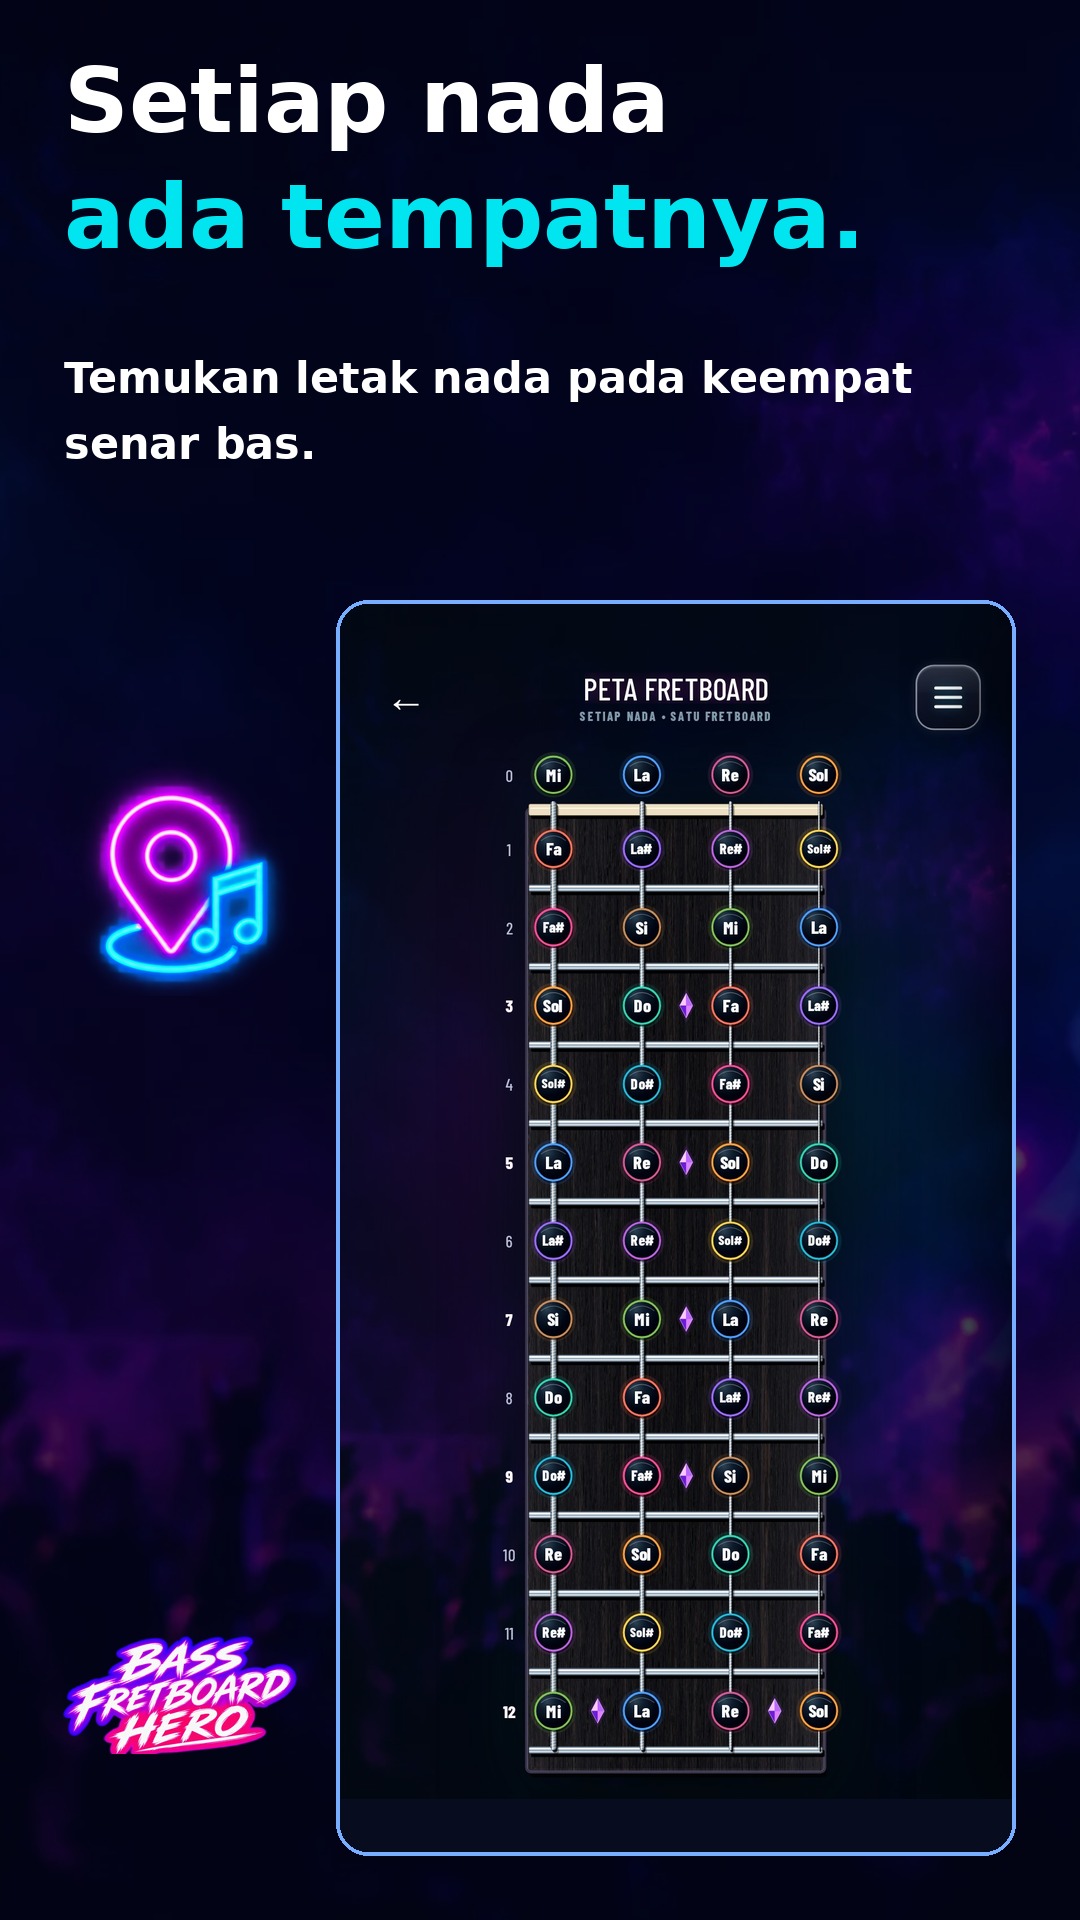 Setiap nada
ada tempatnya.
Temukan letak nada pada keempat
senar bas.
←
PETA FRETBOARD
SETIAP NADA • SATU FRETBOARD
0 Mi La Re Sol
1 Fa La# Re# Sol#
2 Fa# Si Mi La
3 Sol Do Fa La#
4 Sol# Do# Fa# Si
5 La Re Sol Do
6 La# Re# Sol# Do#
7 Si Mi La Re
8 Do Fa La# Re#
9 Do# Fa# Si Mi
10 Re Sol Do Fa
11 Re# Sol# Do# Fa#
12 Mi La Re Sol
BASS
FRETBOARD
HERO